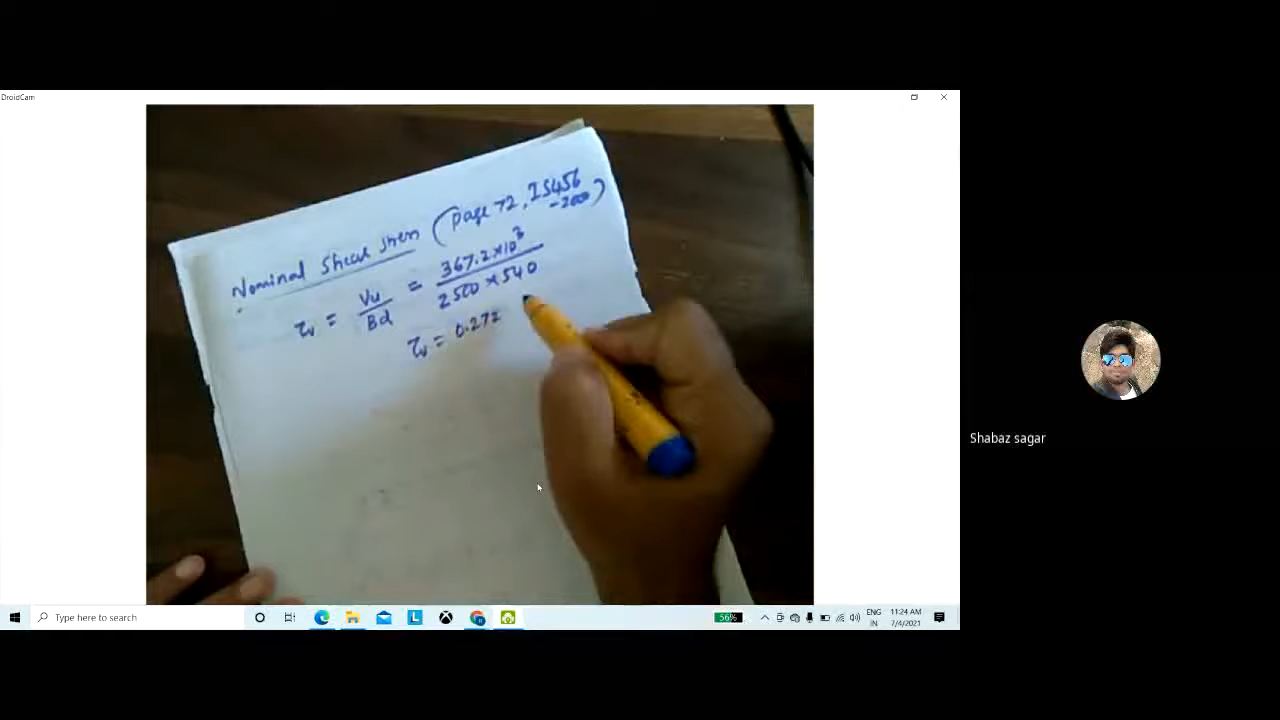 DroidCam
Nominal Shear stress (Page 72, IS456
-2000)
τv = Vu/Bd = 367.2×10³/2500×540
τv = 0.272
Shabaz sagar
Type here to search
56%
ENG
IN
11:24 AM
7/4/2021